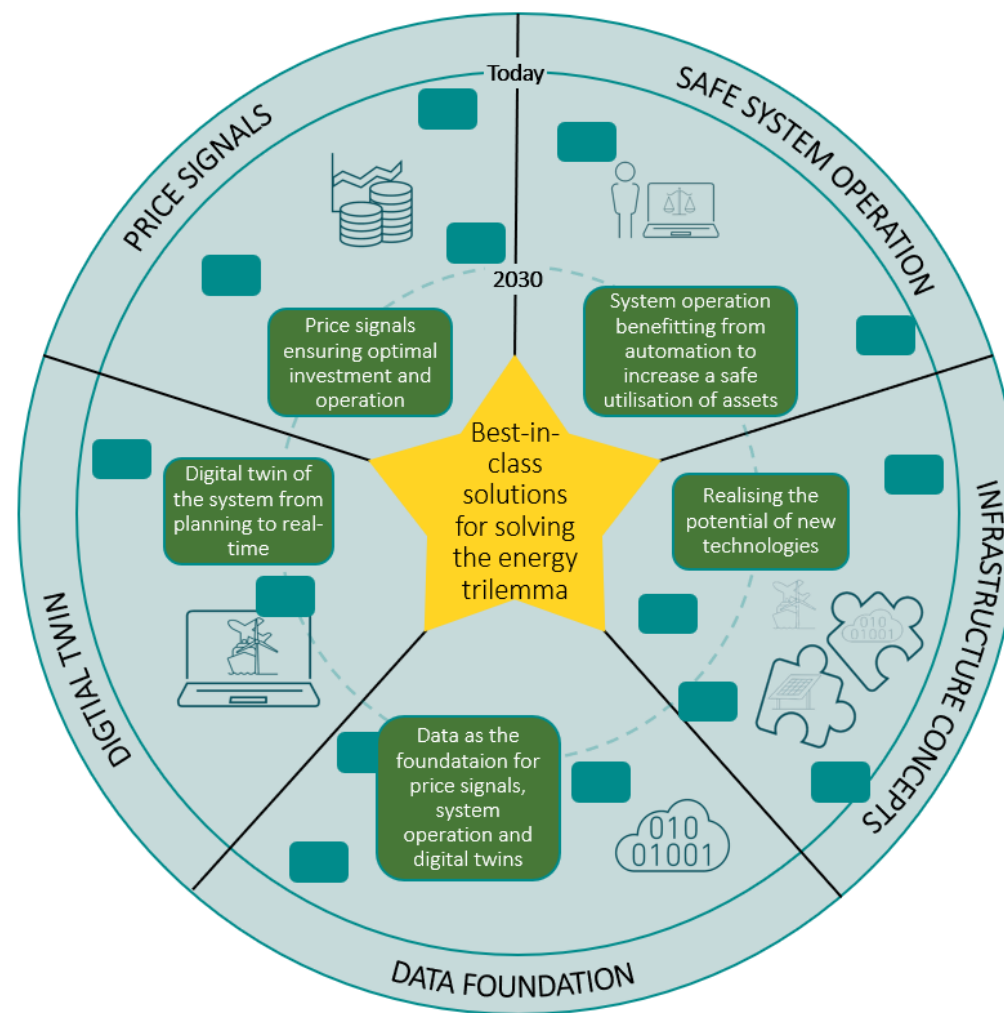 Today
PRICE SIGNALS
SAFE SYSTEM OPERATION
2030
Price signals
ensuring optimal
investment and
operation
System operation
benefitting from
automation to
increase a safe
utilisation of assets
Best-in-
class
solutions
for solving
the energy
trilemma
Digital twin of
the system from
planning to real-
time
Realising the
potential of new
technologies
DIGTIAL TWIN
INFRASTRUCTURE CONCEPTS
010
01001
Data as the
foundataion for
price signals,
system
operation and
digital twins
010
01001
DATA FOUNDATION